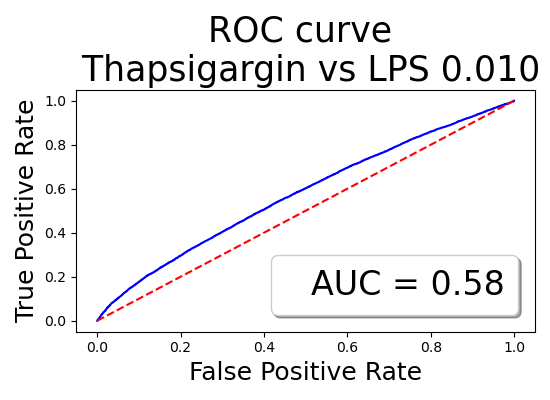 ROC curve
Thapsigargin vs LPS 0.010
True Positive Rate
1.0
0.8
0.6
0.4
0.2
0.0
AUC = 0.58
0.0 0.2 0.4 0.6 0.8 1.0
False Positive Rate